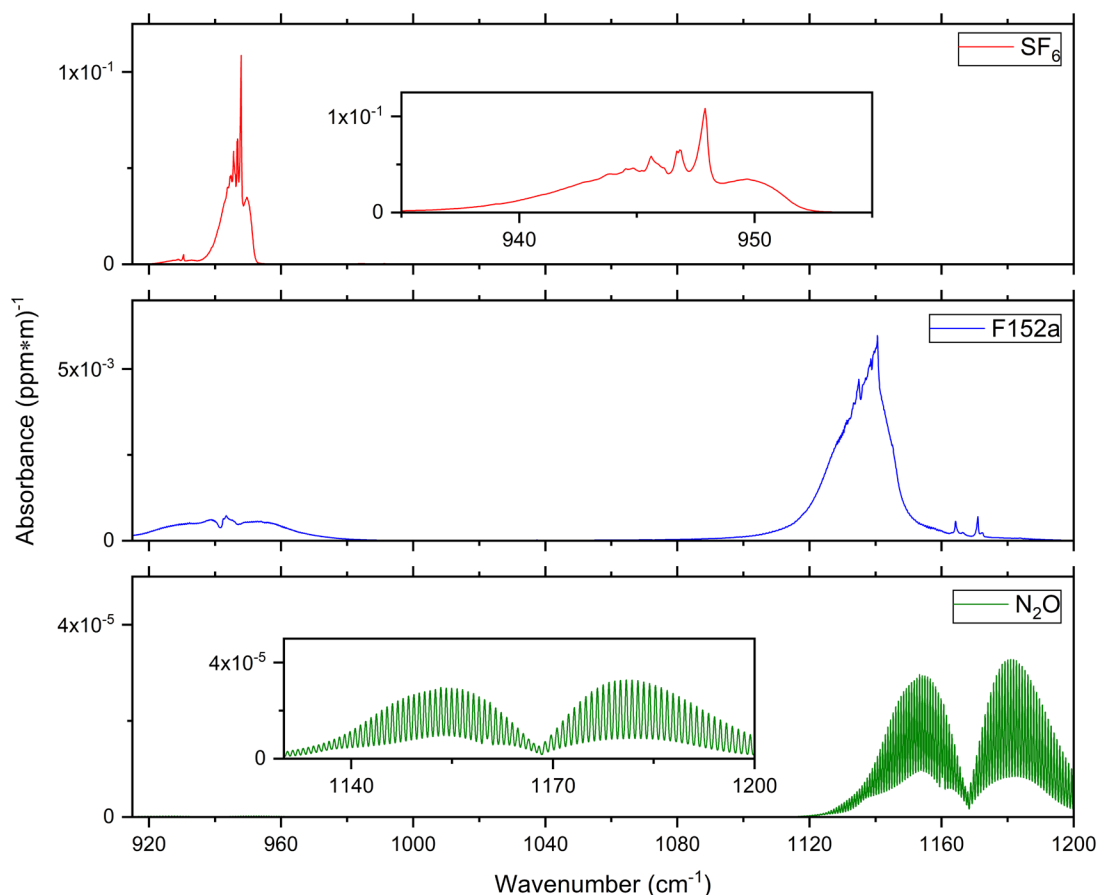 SF₆
1x10⁻¹
0
1x10⁻¹
0
940
950
F152a
5x10⁻³
0
Absorbance (ppm*m)⁻¹
N₂O
4x10⁻⁵
0
4x10⁻⁵
0
1140
1170
1200
920
960
1000
1040
1080
1120
1160
1200
Wavenumber (cm⁻¹)